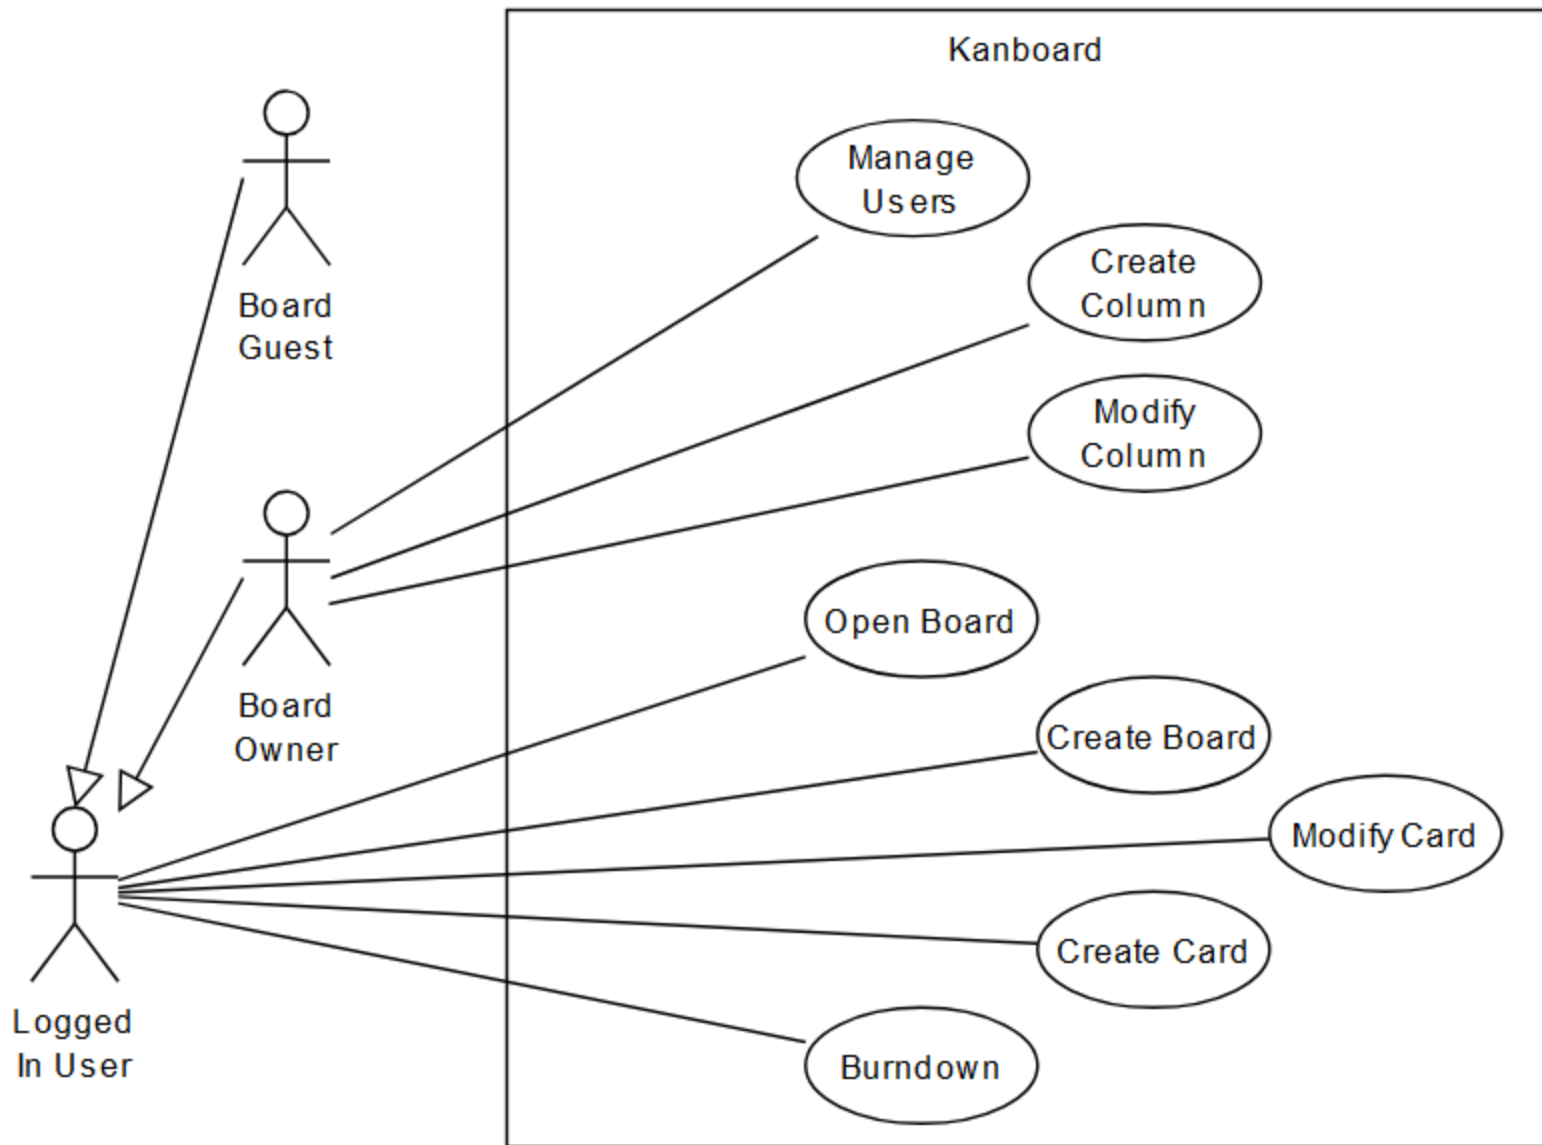 Kanboard
Board
Guest
Manage
Users
Create
Column
Modify
Column
Board
Owner
Open Board
Create Board
Modify Card
Create Card
Logged
In User
Burndown